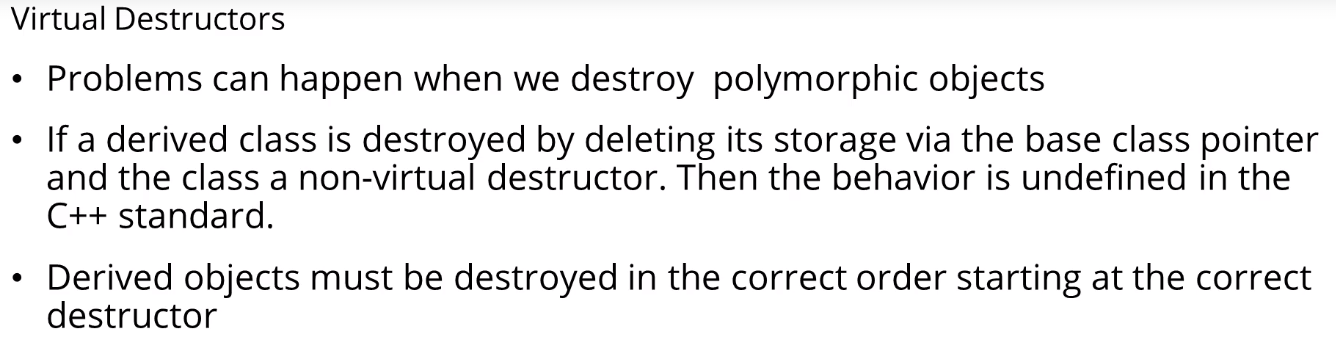 Virtual Destructors
• Problems can happen when we destroy  polymorphic objects
• If a derived class is destroyed by deleting its storage via the base class pointer
and the class a non-virtual destructor. Then the behavior is undefined in the
C++ standard.
• Derived objects must be destroyed in the correct order starting at the correct
destructor